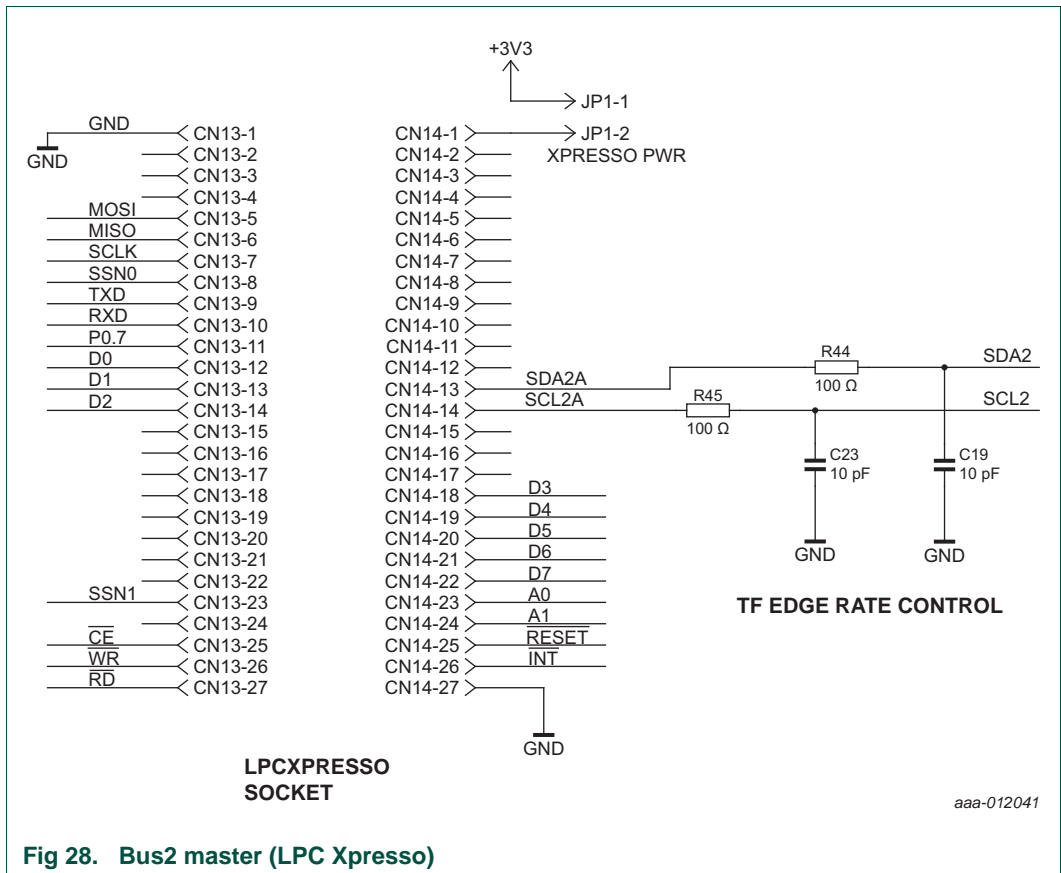 +3V3
JP1-1
GND
CN13-1
CN14-1
JP1-2
GND
CN13-2
CN14-2
XPRESSO PWR
CN13-3
CN14-3
CN13-4
CN14-4
MOSI
CN13-5
CN14-5
MISO
CN13-6
CN14-6
SCLK
CN13-7
CN14-7
SSN0
CN13-8
CN14-8
TXD
CN13-9
CN14-9
RXD
CN13-10
CN14-10
P0.7
CN13-11
CN14-11
D0
CN13-12
CN14-12
R44
100 Ω
SDA2
D1
CN13-13
CN14-13
SDA2A
D2
CN13-14
CN14-14
SCL2A
R45
100 Ω
SCL2
CN13-15
CN14-15
CN13-16
CN14-16
C23
10 pF
C19
10 pF
CN13-17
CN14-17
CN13-18
CN14-18
D3
CN13-19
CN14-19
D4
CN13-20
CN14-20
D5
GND
GND
CN13-21
CN14-21
D6
CN13-22
CN14-22
D7
SSN1
CN13-23
CN14-23
A0
TF EDGE RATE CONTROL
CN13-24
CN14-24
A1
CE
CN13-25
CN14-25
RESET
WR
CN13-26
CN14-26
INT
RD
CN13-27
CN14-27
GND
LPCXPRESSO
SOCKET
aaa-012041
Fig 28. Bus2 master (LPC Xpresso)